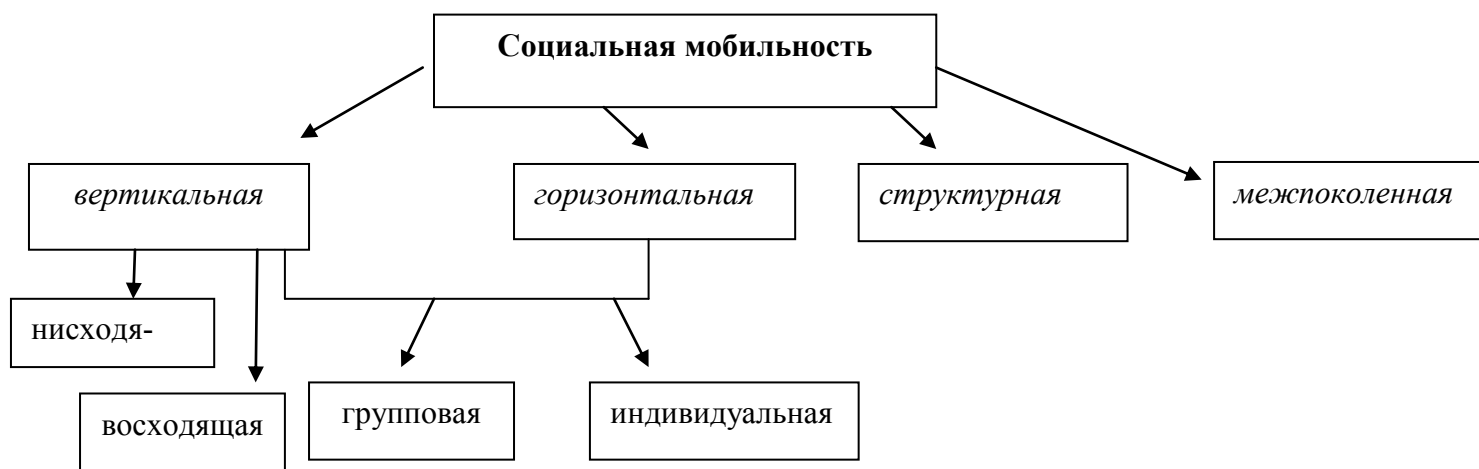 Социальная мобильность
вертикальная
горизонтальная
структурная
межпоколенная
нисходя-
восходящая
групповая
индивидуальная